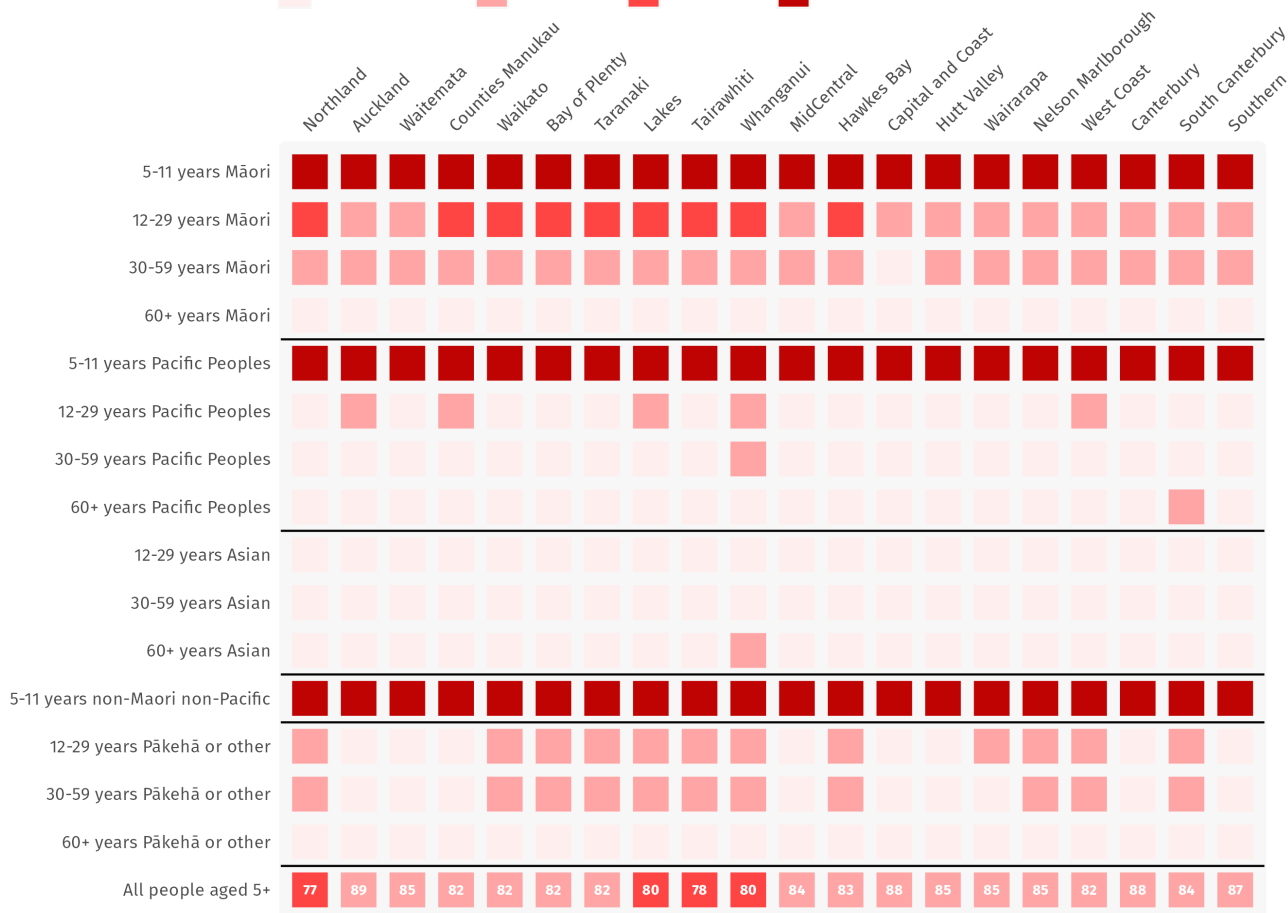 Northland
Auckland
Waitemata
Counties Manukau
Waikato
Bay of Plenty
Taranaki
Lakes
Tairawhiti
Whanganui
MidCentral
Hawkes Bay
Capital and Coast
Hutt Valley
Wairarapa
Nelson Marlborough
West Coast
Canterbury
South Canterbury
Southern
5-11 years Māori
12-29 years Māori
30-59 years Māori
60+ years Māori
5-11 years Pacific Peoples
12-29 years Pacific Peoples
30-59 years Pacific Peoples
60+ years Pacific Peoples
12-29 years Asian
30-59 years Asian
60+ years Asian
5-11 years non-Maori non-Pacific
12-29 years Pākehā or other
30-59 years Pākehā or other
60+ years Pākehā or other
All people aged 5+ 77 89 85 82 82 82 82 80 78 80 84 83 88 85 85 85 82 88 84 87